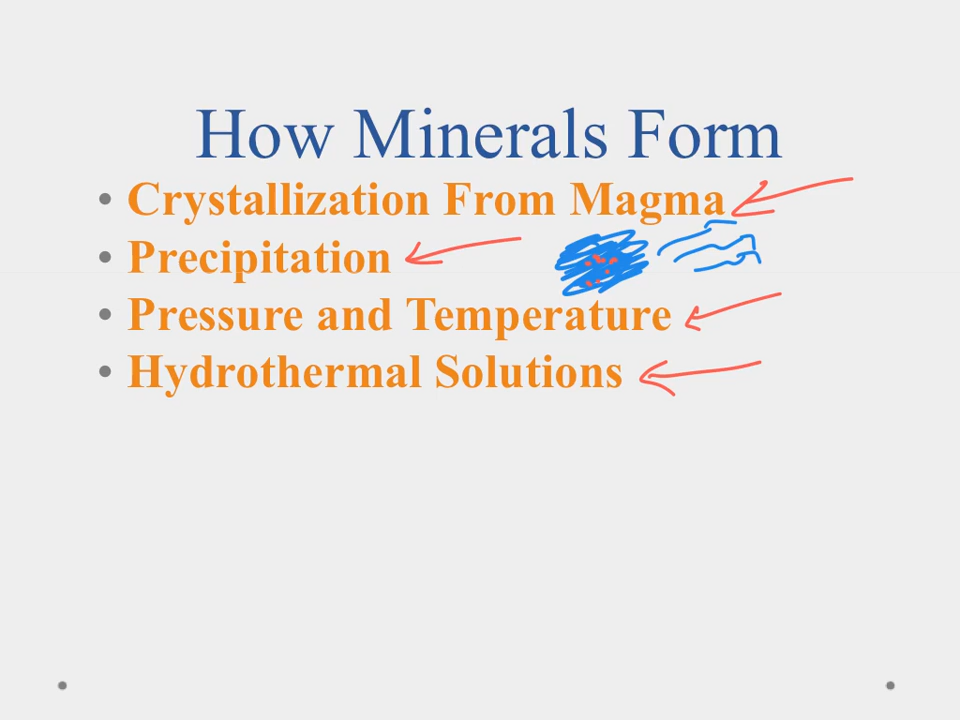 How Minerals Form
• Crystallization From Magma
• Precipitation
• Pressure and Temperature
• Hydrothermal Solutions